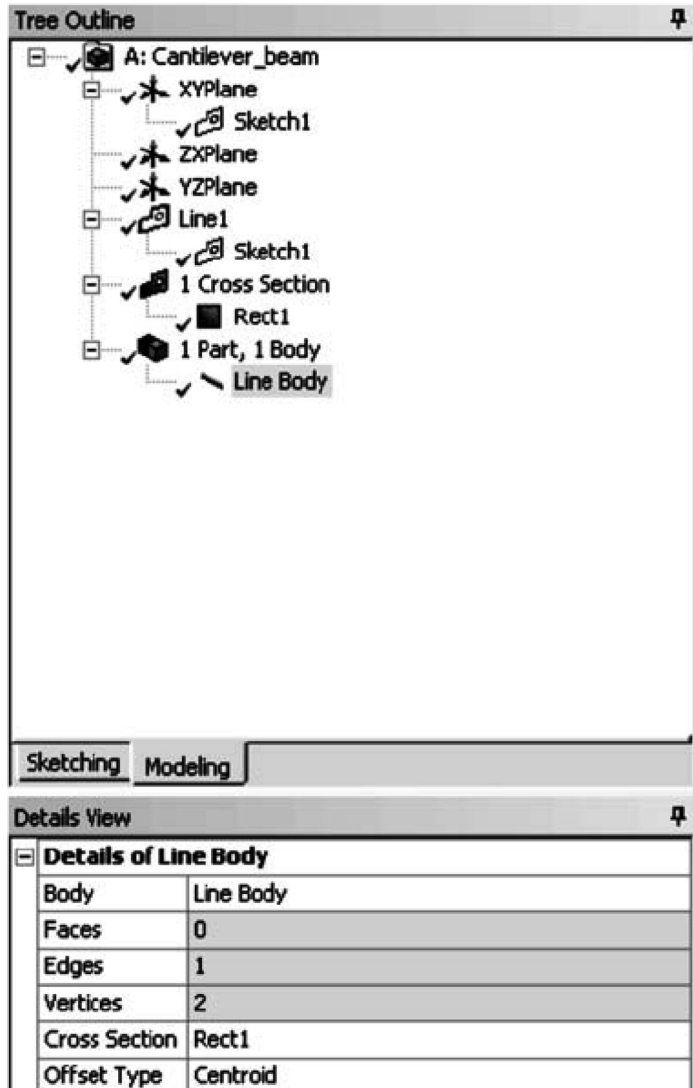 Tree Outline
A: Cantilever_beam
XYPlane
Sketch1
ZXPlane
YZPlane
Line1
Sketch1
1 Cross Section
Rect1
1 Part, 1 Body
Line Body
Sketching Modeling
Details View
Details of Line Body
Body Line Body
Faces 0
Edges 1
Vertices 2
Cross Section Rect1
Offset Type Centroid